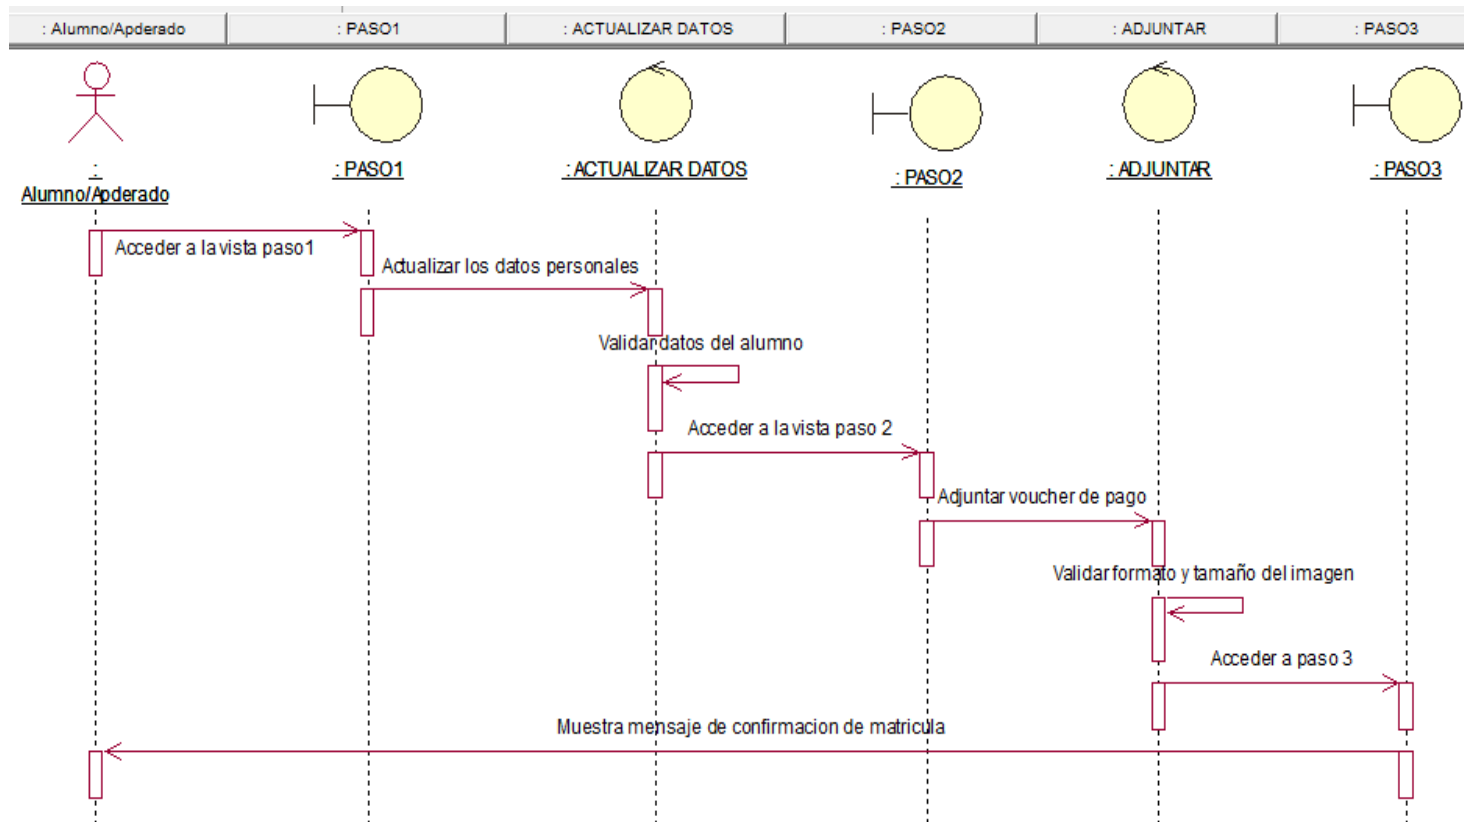 : Alumno/Apderado
: PASO1
: ACTUALIZAR DATOS
: PASO2
: ADJUNTAR
: PASO3
:
Alumno/Apderado
: PASO1
: ACTUALIZAR DATOS
: PASO2
: ADJUNTAR
: PASO3
Acceder a la vista paso1
Actualizar los datos personales
Validar datos del alumno
Acceder a la vista paso 2
Adjuntar voucher de pago
Validar formato y tamaño del imagen
Acceder a paso 3
Muestra mensaje de confirmacion de matricula